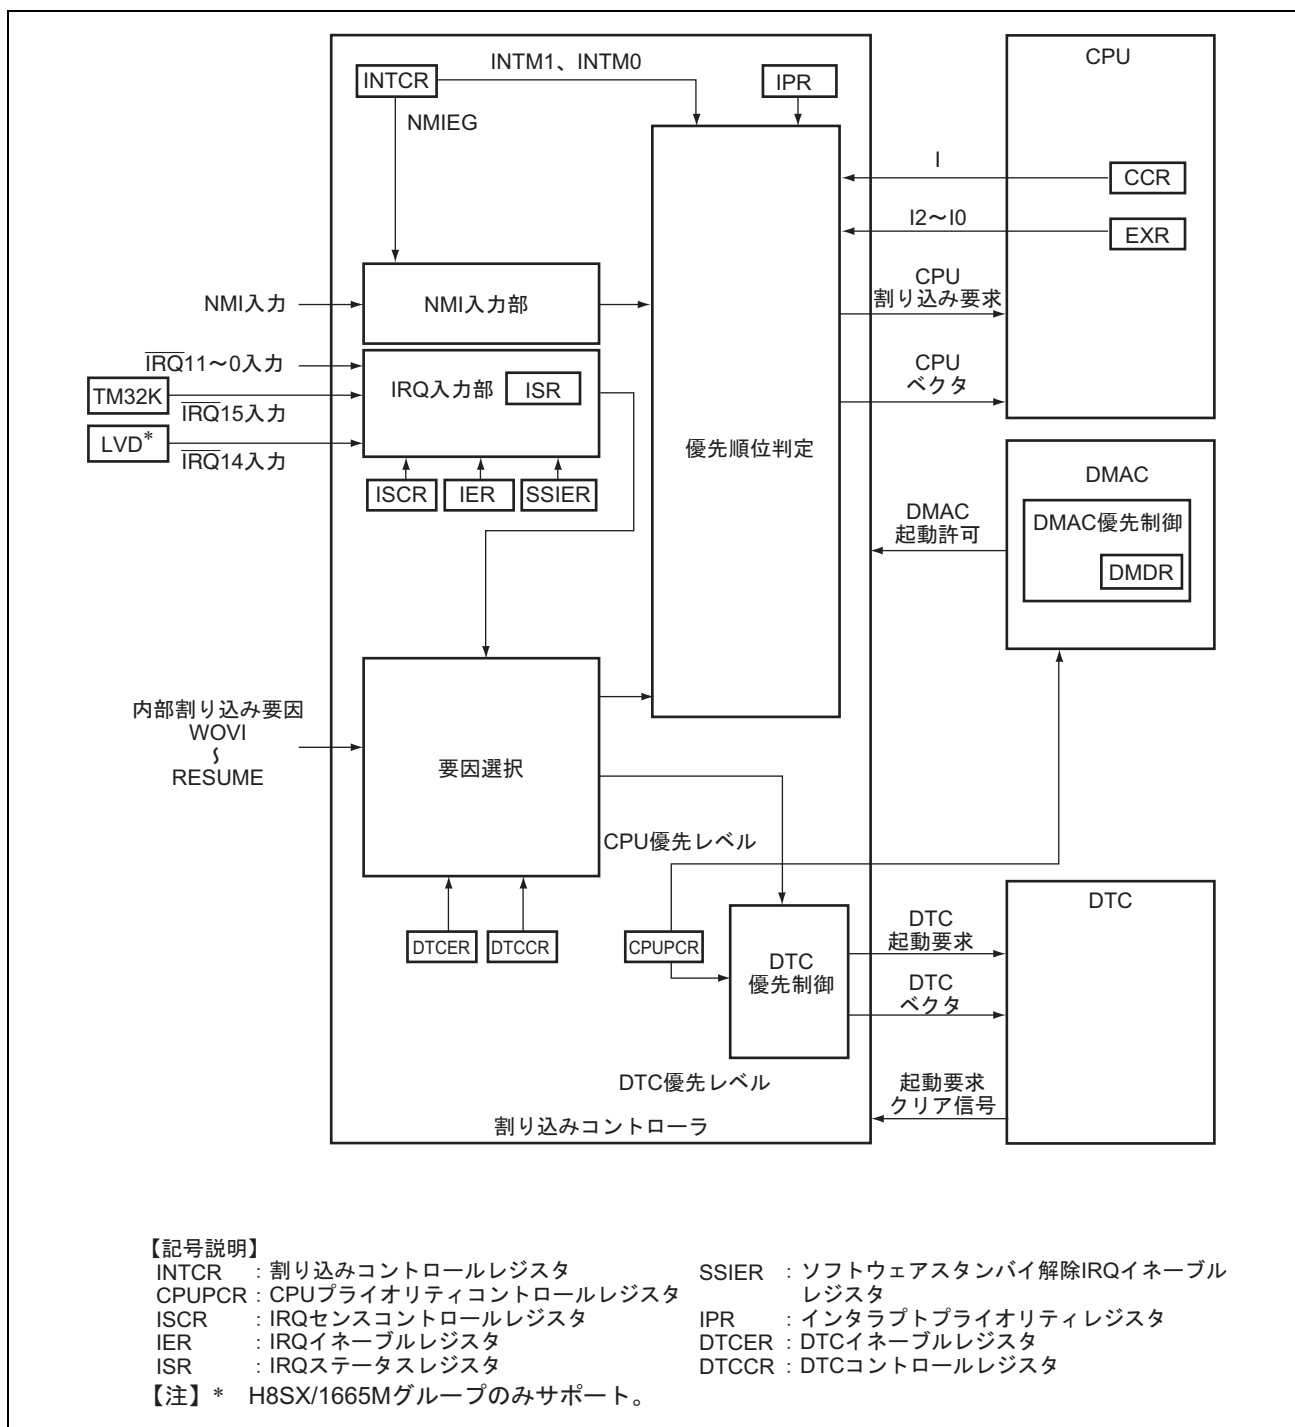 INTCR
INTM1、INTM0
IPR
CPU
NMIEG
I
CCR
I2～I0
EXR
NMI入力
NMI入力部
CPU
割り込み要求
IRQ11～0入力
TM32K
IRQ15入力
LVD*
IRQ14入力
IRQ入力部
ISR
CPU
ベクタ
優先順位判定
ISCR
IER
SSIER
DMAC
DMAC優先制御
DMDR
DMAC
起動許可
内部割り込み要因
WOVI
～
RESUME
要因選択
CPU優先レベル
DTCER
DTCCR
CPUPCR
DTC
優先制御
DTC
起動要求
DTC
DTC
ベクタ
DTC優先レベル
起動要求
クリア信号
割り込みコントローラ
【記号説明】
INTCR : 割り込みコントロールレジスタ
CPUPCR : CPUプライオリティコントロールレジスタ
ISCR : IRQセンスコントロールレジスタ
IER : IRQイネーブルレジスタ
ISR : IRQステータスレジスタ
SSIER : ソフトウェアスタンバイ解除IRQイネーブル
レジスタ
IPR : インタラプトプライオリティレジスタ
DTCER : DTCイネーブルレジスタ
DTCCR : DTCコントロールレジスタ
【注】* H8SX/1665Mグループのみサポート。